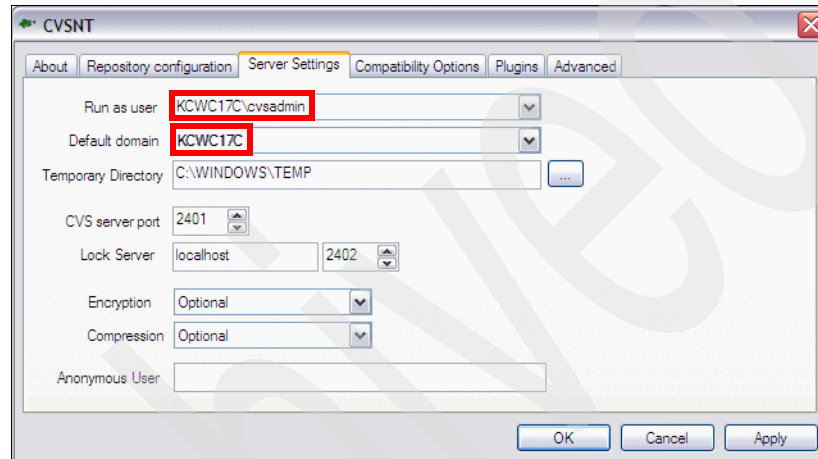 CVSNT
About Repository configuration Server Settings Compatibility Options Plugins Advanced
Run as user KCWC17C\cvsadmin
Default domain KCWC17C
Temporary Directory C:\WINDOWS\TEMP ...
CVS server port 2401
Lock Server localhost 2402
Encryption Optional
Compression Optional
Anonymous User
OK Cancel Apply